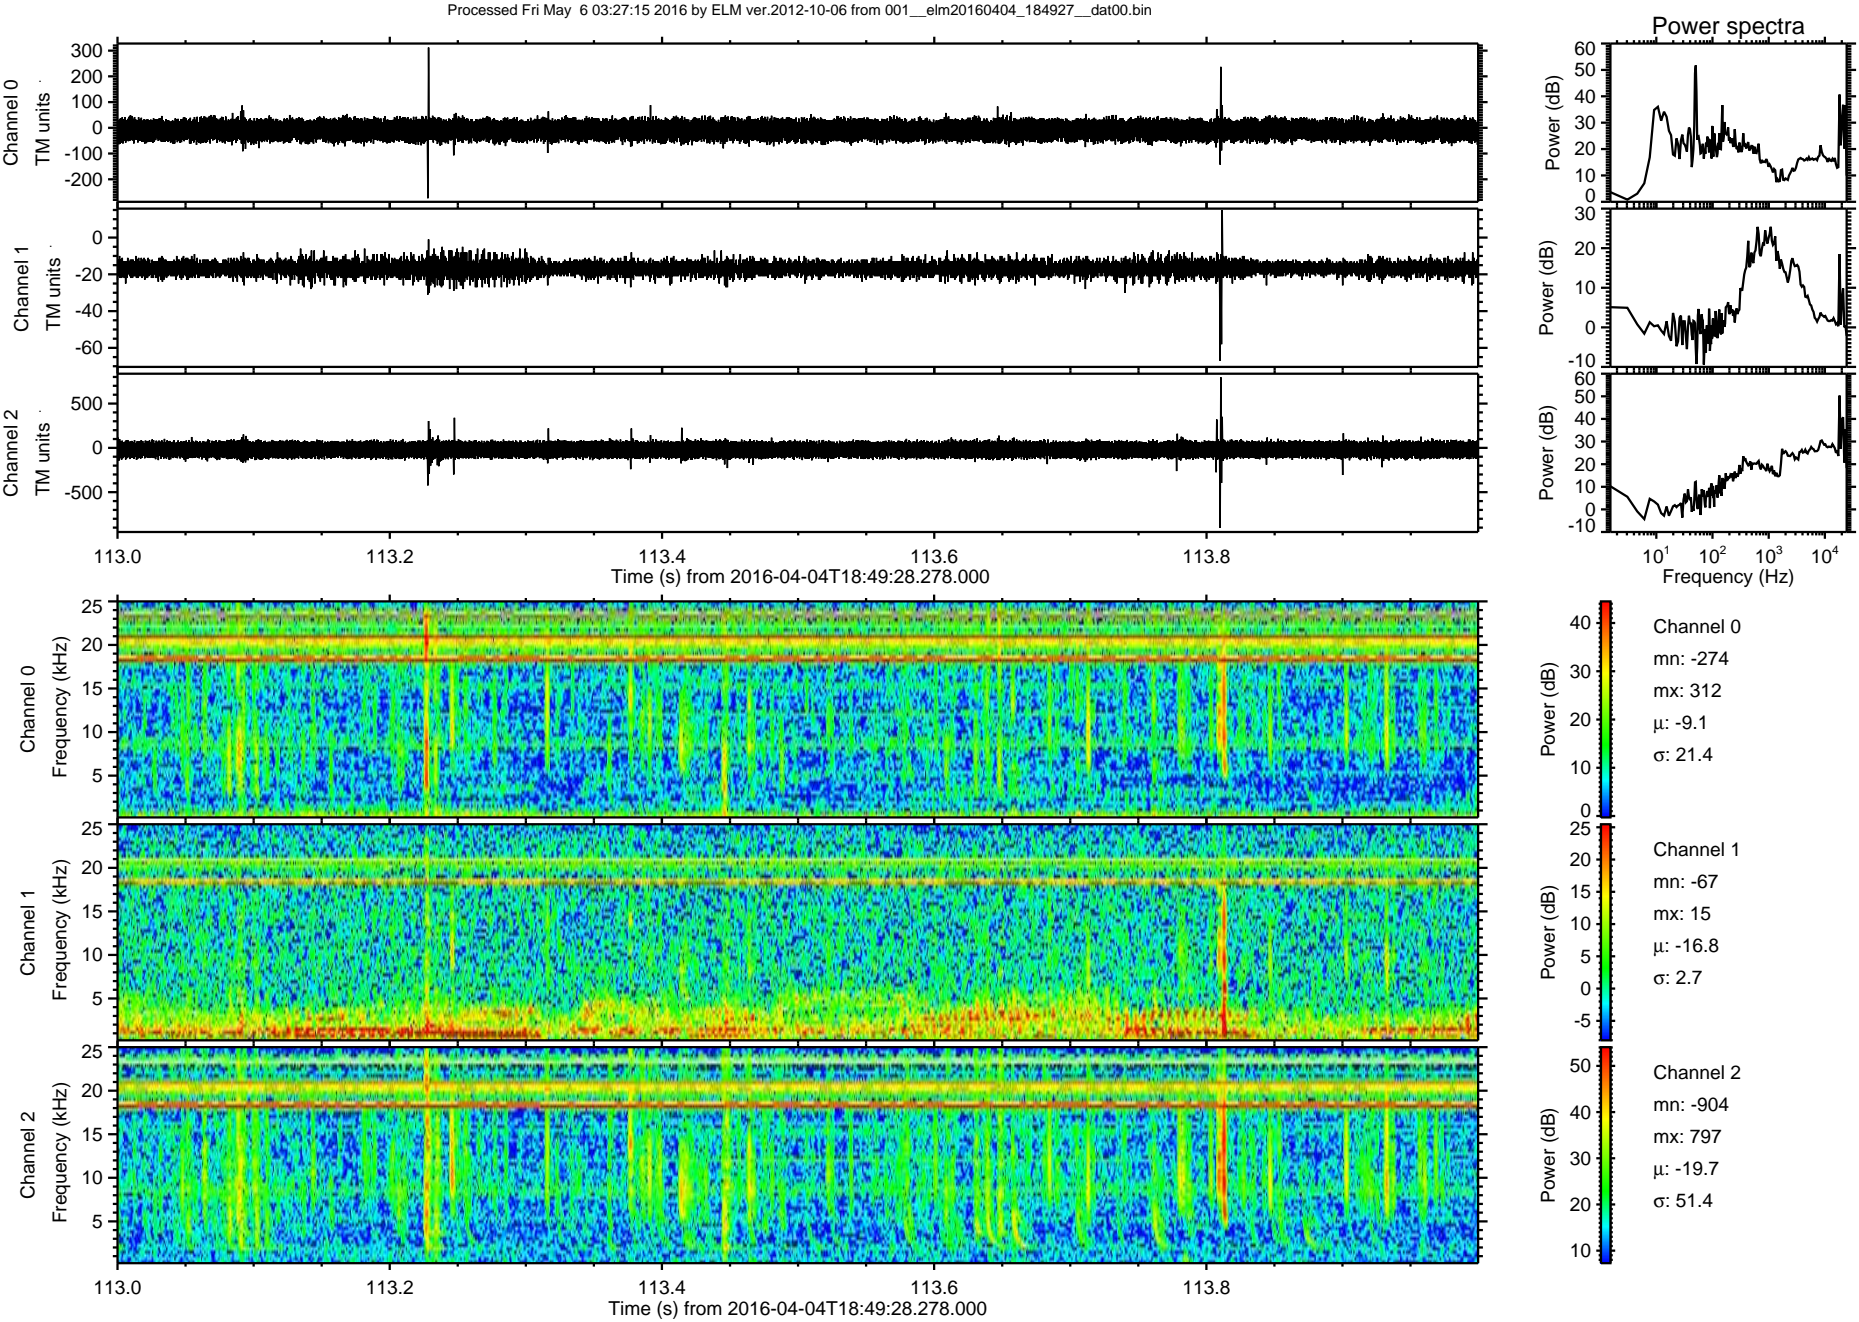 Processed Fri May  6 03:27:15 2016 by ELM ver.2012-10-06 from 001__elm20160404_184927__dat00.bin
Power spectra
Channel 0
TM units
300
200
100
0
-100
-200
Power (dB)
60
50
40
30
20
10
0
Channel 1
TM units
0
-20
-40
-60
Power (dB)
30
20
10
0
-10
Channel 2
TM units
500
0
-500
Power (dB)
60
50
40
30
20
10
0
-10
113.0 113.2 113.4 113.6 113.8
Time (s) from 2016-04-04T18:49:28.278.000
10^1 10^2 10^3 10^4
Frequency (Hz)
Channel 0
Frequency (kHz)
25
20
15
10
5
Power (dB)
40
30
20
10
0
Channel 0
mn: -274
mx: 312
µ: -9.1
σ: 21.4
Channel 1
Frequency (kHz)
25
20
15
10
5
Power (dB)
25
20
15
10
5
0
-5
Channel 1
mn: -67
mx: 15
µ: -16.8
σ: 2.7
Channel 2
Frequency (kHz)
25
20
15
10
5
Power (dB)
50
40
30
20
10
Channel 2
mn: -904
mx: 797
µ: -19.7
σ: 51.4
113.0 113.2 113.4 113.6 113.8
Time (s) from 2016-04-04T18:49:28.278.000